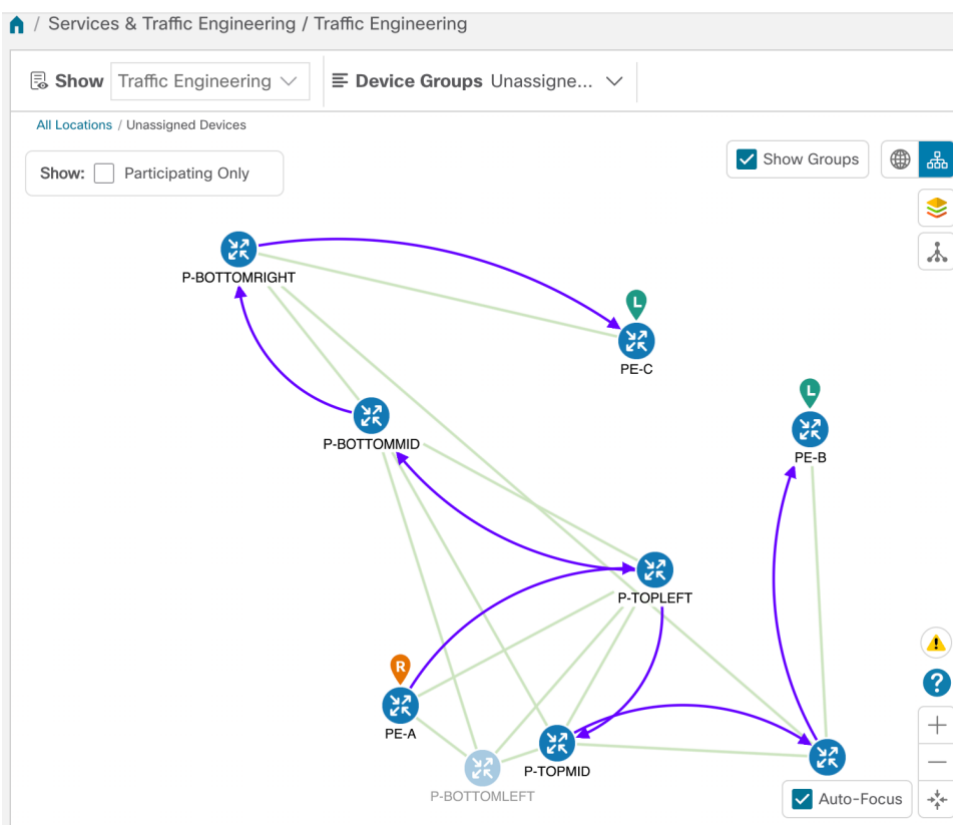 / Services & Traffic Engineering / Traffic Engineering
Show Traffic Engineering Device Groups Unassigne...
All Locations / Unassigned Devices
Show: Participating Only
Show Groups
P-BOTTOMRIGHT
L
PE-C
L
P-BOTTOMMID
PE-B
P-TOPLEFT
R
PE-A
P-TOPMID
P-BOTTOMLEFT
Auto-Focus